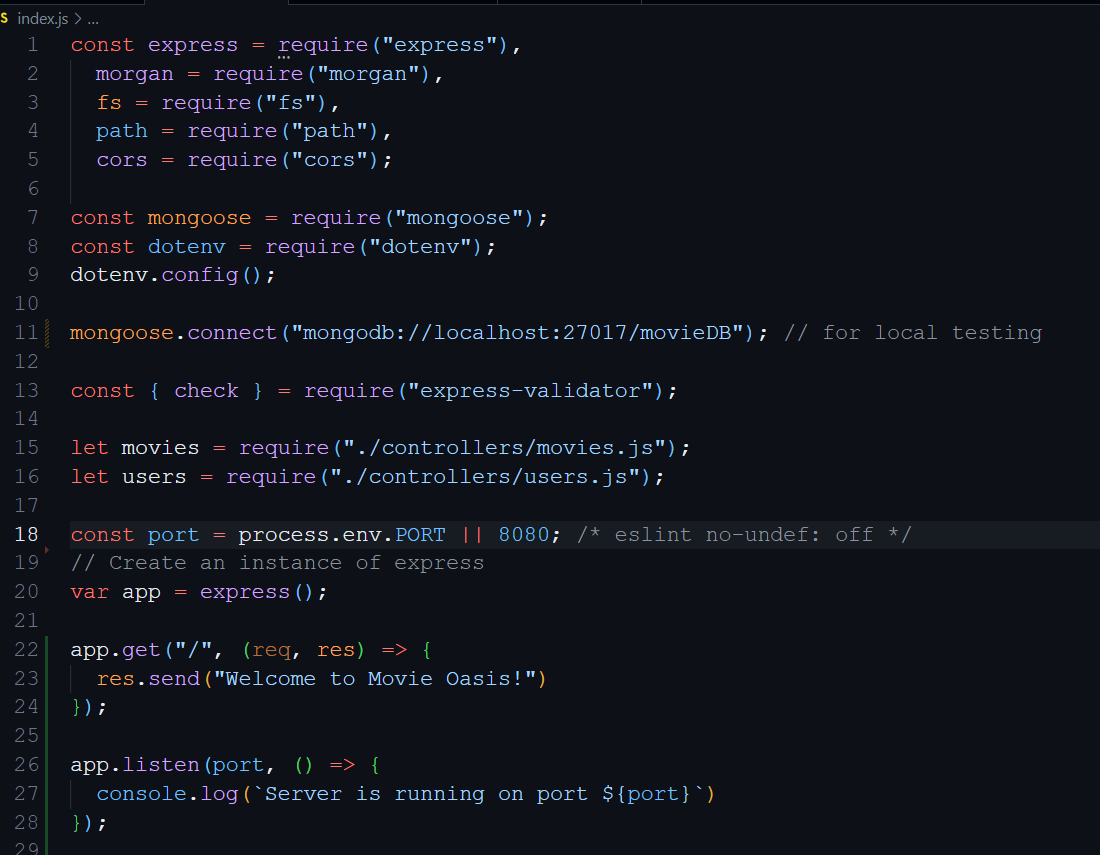 index.js > ...
1 const express = require("express"),
2   morgan = require("morgan"),
3   fs = require("fs"),
4   path = require("path"),
5   cors = require("cors");
6
7 const mongoose = require("mongoose");
8 const dotenv = require("dotenv");
9 dotenv.config();
10
11 mongoose.connect("mongodb://localhost:27017/movieDB"); // for local testing
12
13 const { check } = require("express-validator");
14
15 let movies = require("./controllers/movies.js");
16 let users = require("./controllers/users.js");
17
18 const port = process.env.PORT || 8080; /* eslint no-undef: off */
19 // Create an instance of express
20 var app = express();
21
22 app.get("/", (req, res) => {
23   res.send("Welcome to Movie Oasis!")
24 });
25
26 app.listen(port, () => {
27   console.log(`Server is running on port ${port}`)
28 });
29